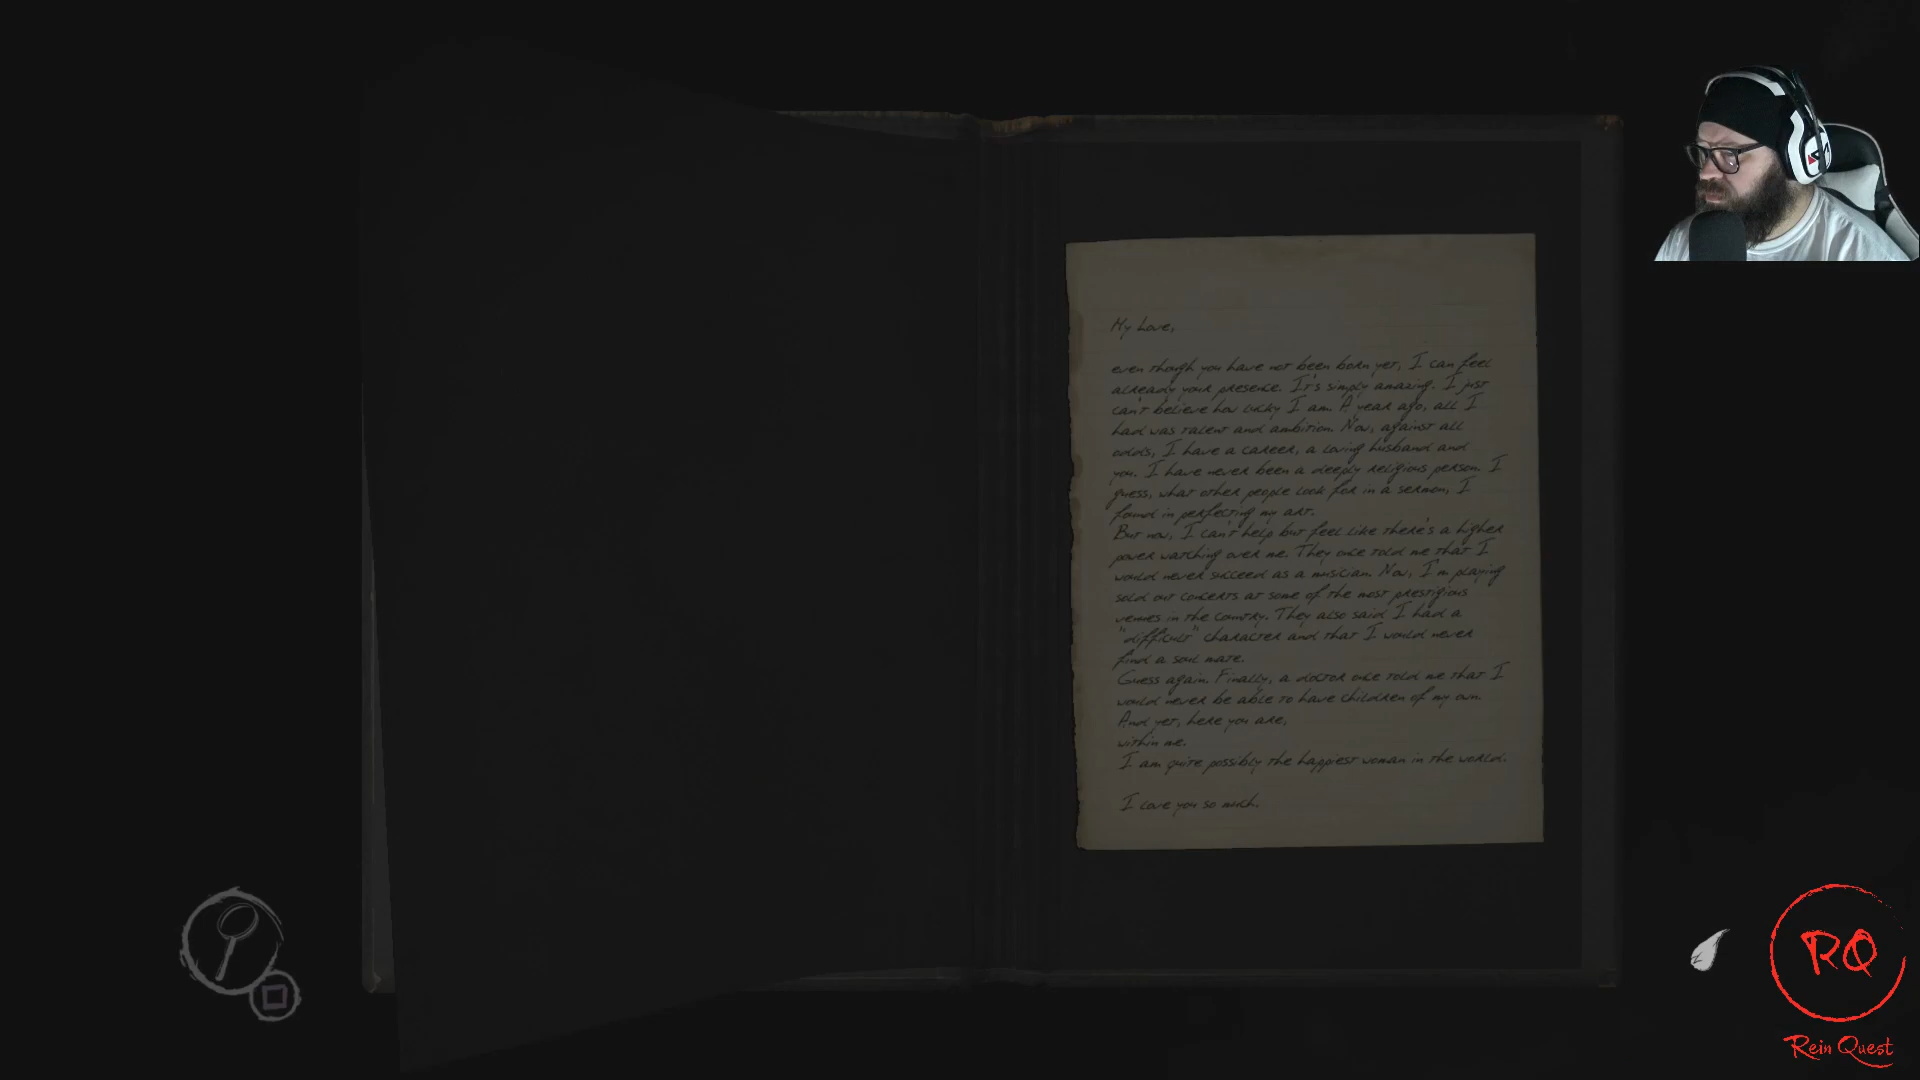 My Love,
even though you have not been born yet, I can feel
already your presence. It's simply amazing. I just
can't believe how lucky I am. A year ago, all I
had was talent and ambition. Now, against all
odds, I have a career, a loving husband and
you. I have never been a deeply religious person. I
guess, what other people look for in a sermon, I
found in perfecting my art.
But now, I can't help but feel like there's a higher
power watching over me. They once told me that I
would never succeed as a musician. Now, I'm playing
sold out concerts at some of the most prestigious
venues in the country. They also said I had a
"difficult" character and that I would never
find a soul mate.
Guess again. Finally, a doctor once told me that I
would never be able to have children of my own.
And yet, here you are,
within me.
I am quite possibly the happiest woman in the world.
I love you so much.
RQ
Rein Quest